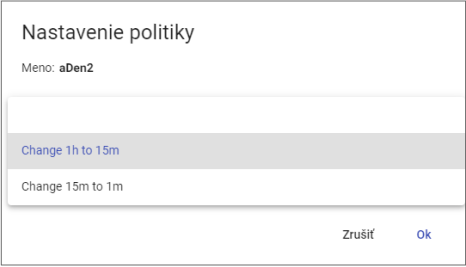 Nastavenie politiky
Meno: aDen2
Change 1h to 15m
Change 15m to 1m
Zrušiť Ok